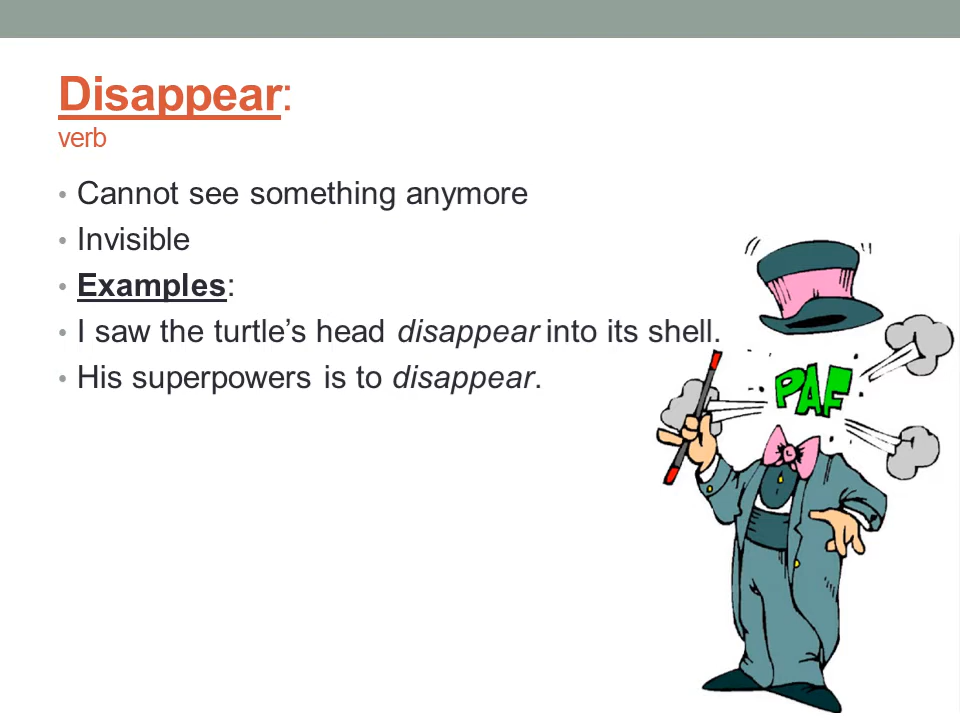 Disappear:
verb
• Cannot see something anymore
• Invisible
• Examples:
• I saw the turtle’s head disappear into its shell.
• His superpowers is to disappear.
PAF